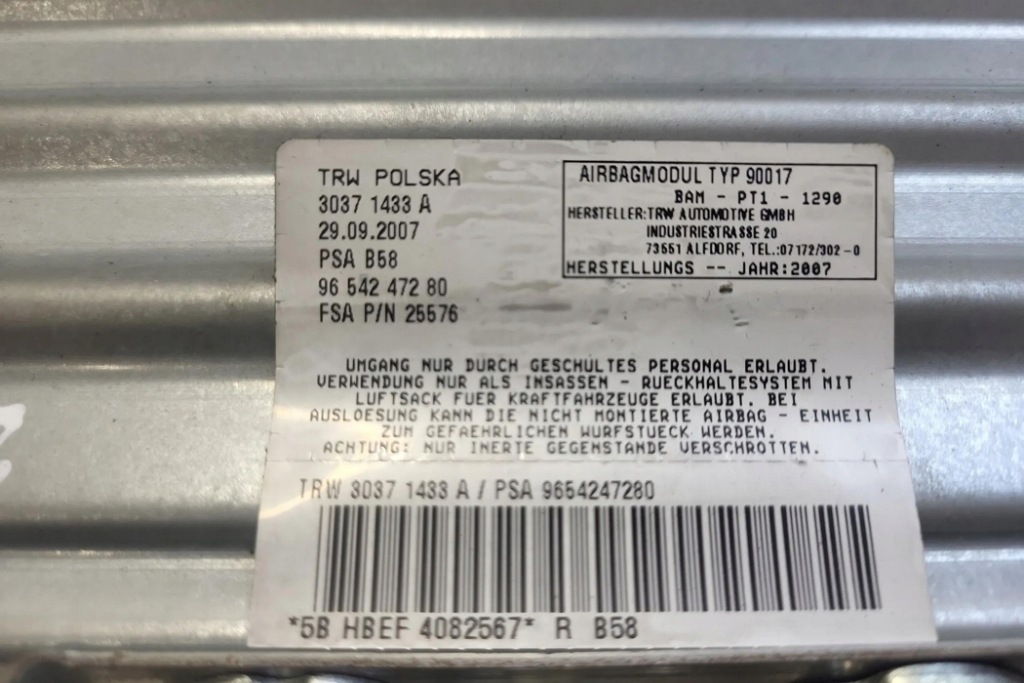 TRW POLSKA
3037 1433 A
29.09.2007
PSA B58
96 542 472 80
FSA P/N 25576
AIRBAGMODUL TYP 90017
BAM - PT1 - 1290
HERSTELLER:TRW AUTOMOTIVE GMBH
INDUSTRIESTRASSE 20
73551 ALFDORF, TEL.:07172/302-0
HERSTELLUNGS -- JAHR:2007
UMGANG NUR DURCH GESCHULTES PERSONAL ERLAUBT.
VERWENDUNG NUR ALS INSASSEN - RUECKHALTESYSTEM MIT
LUFTSACK FUER KRAFTFAHRZEUGE ERLAUBT. BEI
AUSLOESUNG KANN DIE NICHT MONTIERTE AIRBAG - EINHEIT
ZUM GEFAEHRLICHEN WURFSTUECK WERDEN.
ACHTUNG: NUR INERTE GEGENSTANDE VERSCHROTTEN.
TRW 3037 1433 A / PSA 9654247280
*5B HBEF 4082567* R B58